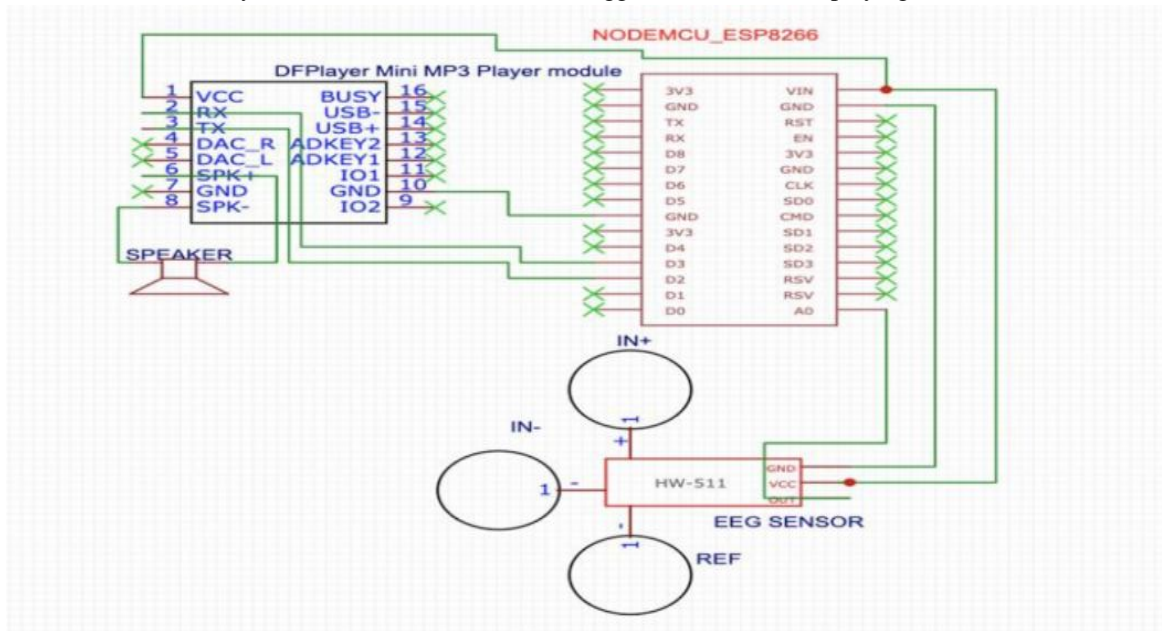 NODEMCU_ESP8266
DFPlayer Mini MP3 Player module
1 VCC BUSY 16
2 RX USB- 15
3 TX USB+ 14
4 DAC_R ADKEY2 13
5 DAC_L ADKEY1 12
6 SPK+ IO1 11
7 GND GND 10
8 SPK- IO2 9
3V3 VIN
GND GND
TX RST
RX EN
D8 3V3
D7 GND
D6 CLK
D5 SD0
GND CMD
3V3 SD1
D4 SD2
D3 SD3
D2 RSV
D1 RSV
D0 A0
SPEAKER
IN+
1
+
IN-
1 -
HW-511
GND
VCC
OUT
EEG SENSOR
-
1
REF